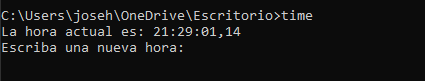 C:\Users\joseh\OneDrive\Escritorio>time
La hora actual es: 21:29:01,14
Escriba una nueva hora: